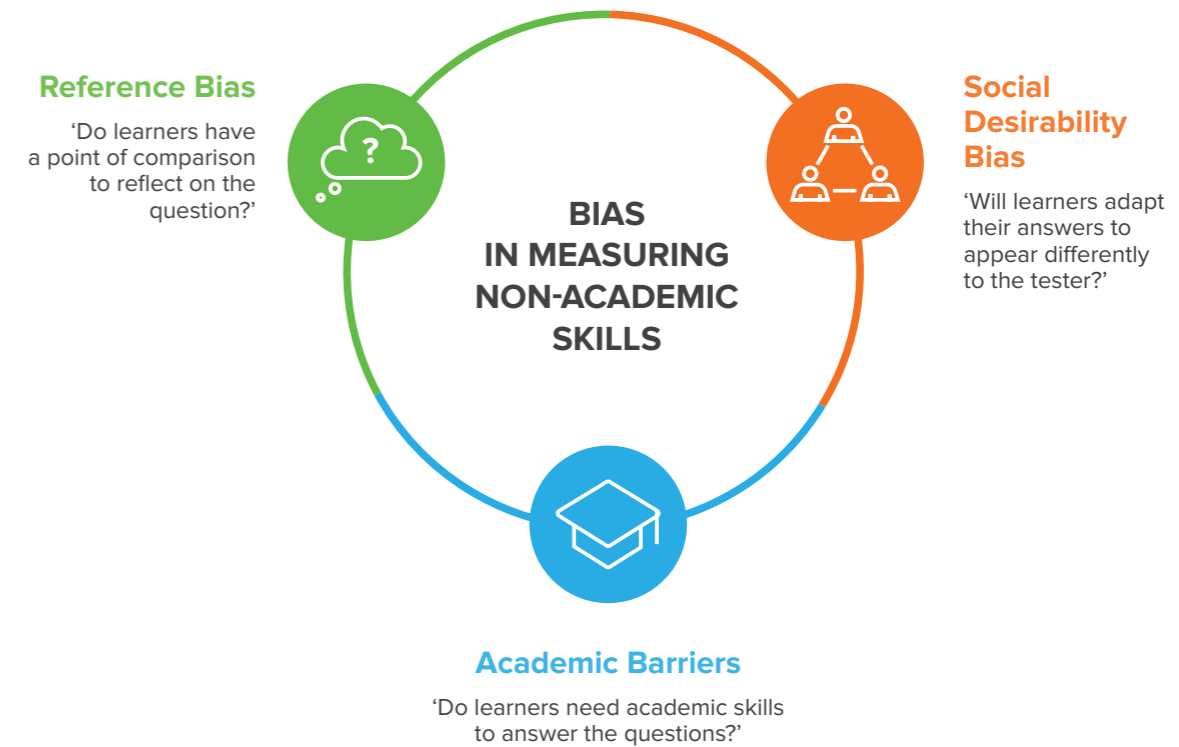 Reference Bias
‘Do learners have
a point of comparison
to reflect on the
question?’
?
BIAS
IN MEASURING
NON-ACADEMIC
SKILLS
Social
Desirability
Bias
‘Will learners adapt
their answers to
appear differently
to the tester?’
Academic Barriers
‘Do learners need academic skills
to answer the questions?’